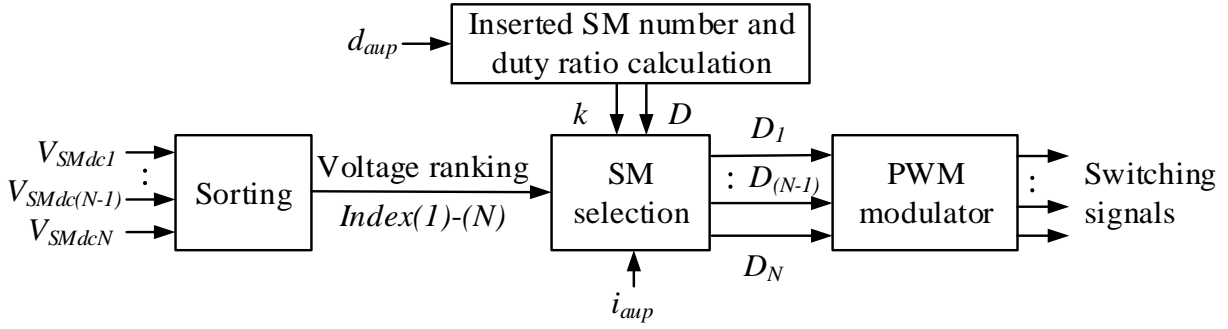 Inserted SM number and
duty ratio calculation
d_aup
k
D
V_SMdc1
⋮
V_SMdc(N-1)
V_SMdcN
Sorting
Voltage ranking
Index(1)-(N)
SM
selection
i_aup
D_1
: D_(N-1)
D_N
PWM
modulator
⋮
Switching
signals